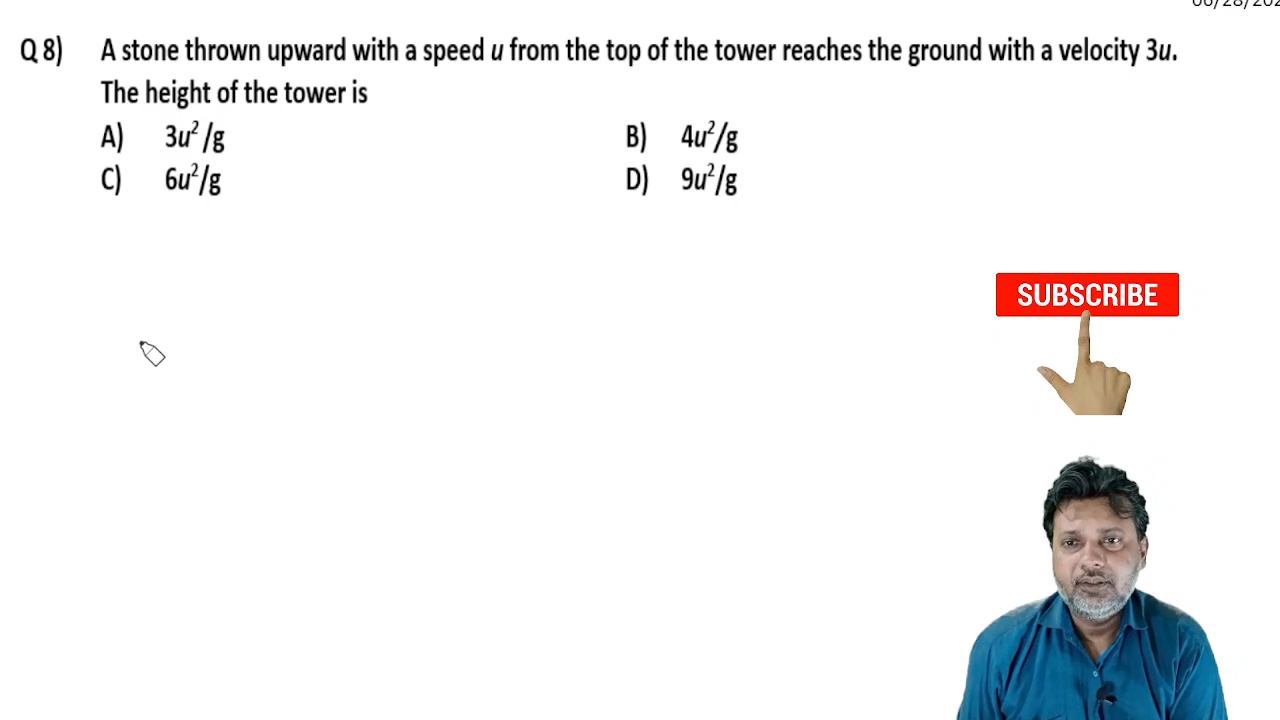 Q 8) A stone thrown upward with a speed u from the top of the tower reaches the ground with a velocity 3u.
The height of the tower is
A) 3u²/g B) 4u²/g
C) 6u²/g D) 9u²/g
SUBSCRIBE